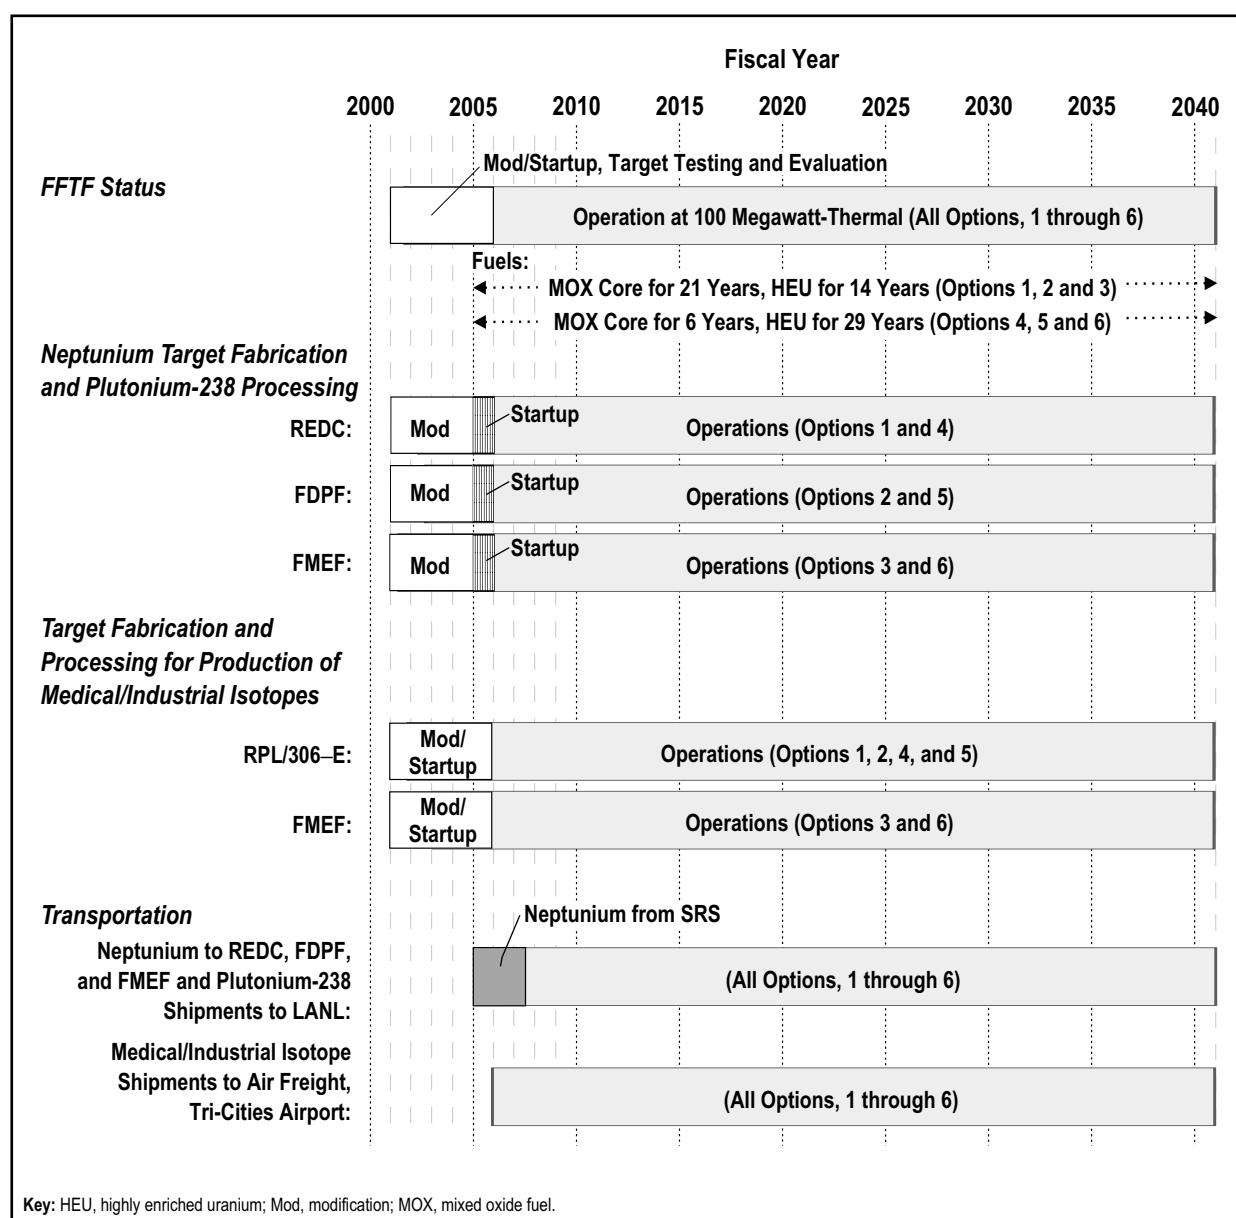 Fiscal Year
2000 2005 2010 2015 2020 2025 2030 2035 2040
Mod/Startup, Target Testing and Evaluation
FFTF Status
Operation at 100 Megawatt-Thermal (All Options, 1 through 6)
Fuels:
MOX Core for 21 Years, HEU for 14 Years (Options 1, 2 and 3)
MOX Core for 6 Years, HEU for 29 Years (Options 4, 5 and 6)
Neptunium Target Fabrication
and Plutonium-238 Processing
REDC: Mod Startup Operations (Options 1 and 4)
FDPF: Mod Startup Operations (Options 2 and 5)
FMEF: Mod Startup Operations (Options 3 and 6)
Target Fabrication and
Processing for Production of
Medical/Industrial Isotopes
RPL/306–E: Mod/
Startup Operations (Options 1, 2, 4, and 5)
FMEF: Mod/
Startup Operations (Options 3 and 6)
Transportation
Neptunium from SRS
Neptunium to REDC, FDPF,
and FMEF and Plutonium-238
Shipments to LANL:
(All Options, 1 through 6)
Medical/Industrial Isotope
Shipments to Air Freight,
Tri-Cities Airport:
(All Options, 1 through 6)
Key: HEU, highly enriched uranium; Mod, modification; MOX, mixed oxide fuel.